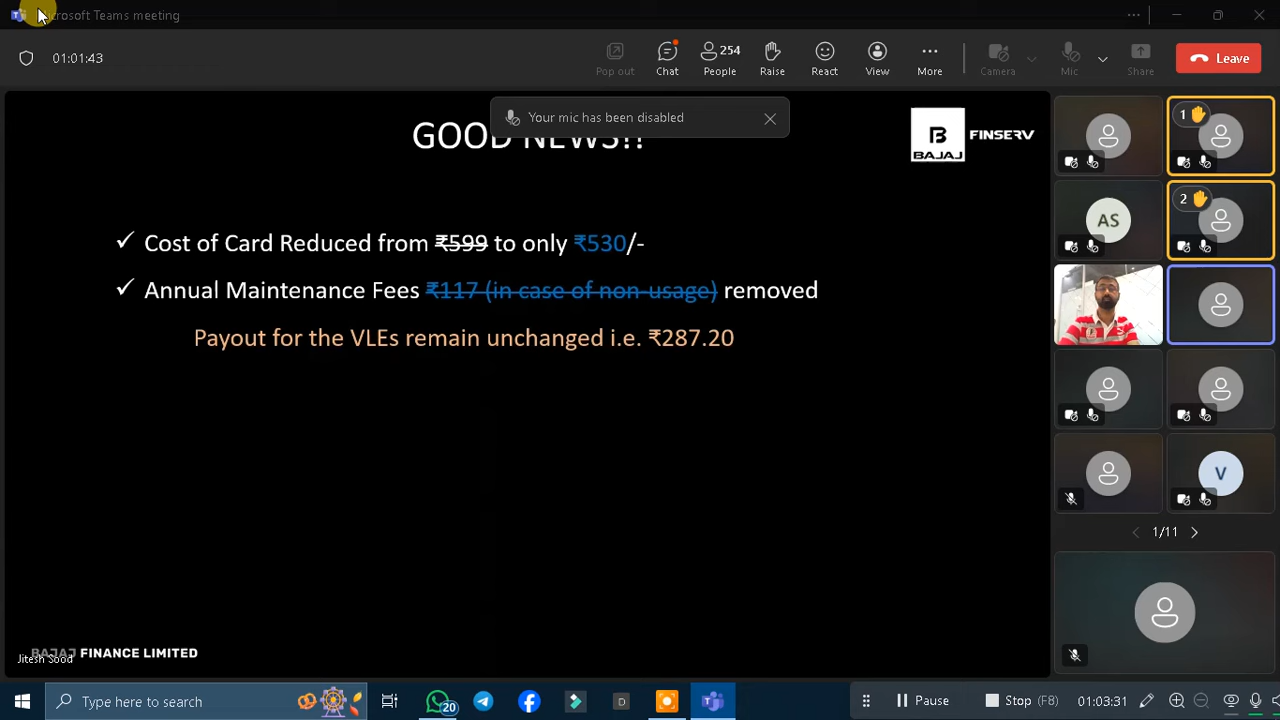 Microsoft Teams meeting
01:01:43
Pop out
Chat
254
People
Raise
React
View
More
Camera
Mic
Share
Leave
Your mic has been disabled
GOOD NEWS!!
B
BAJAJ
FINSERV
1
2
AS
Cost of Card Reduced from ₹599 to only ₹530/-
Annual Maintenance Fees ₹117 (in case of non-usage) removed
Payout for the VLEs remain unchanged i.e. ₹287.20
V
1/11
BAJAJ FINANCE LIMITED
Jitesh Sood
Type here to search
20
D
Pause
Stop (F8)
01:03:31